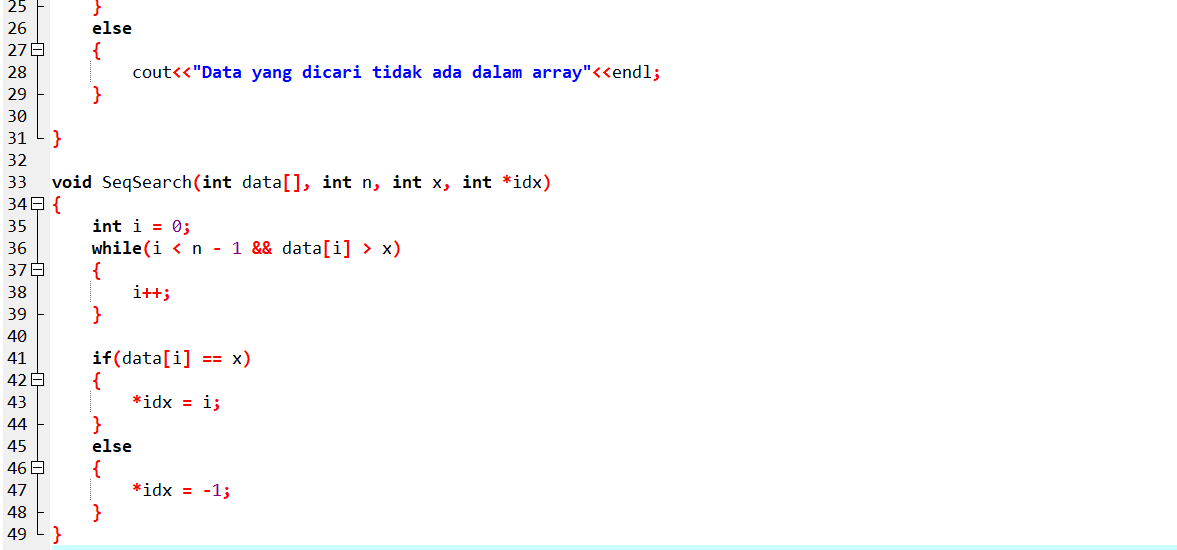 25 }
26 else
27 {
28 cout<<"Data yang dicari tidak ada dalam array"<<endl;
29 }
30
31 }
32
33 void SeqSearch(int data[], int n, int x, int *idx)
34 {
35 int i = 0;
36 while(i < n - 1 && data[i] > x)
37 {
38 i++;
39 }
40
41 if(data[i] == x)
42 {
43 *idx = i;
44 }
45 else
46 {
47 *idx = -1;
48 }
49 }